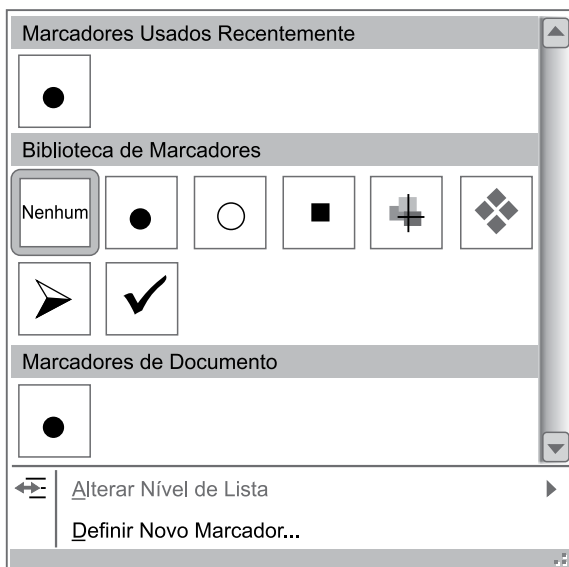 Marcadores Usados Recentemente
Biblioteca de Marcadores
Nenhum
Marcadores de Documento
Alterar Nível de Lista
Definir Novo Marcador...